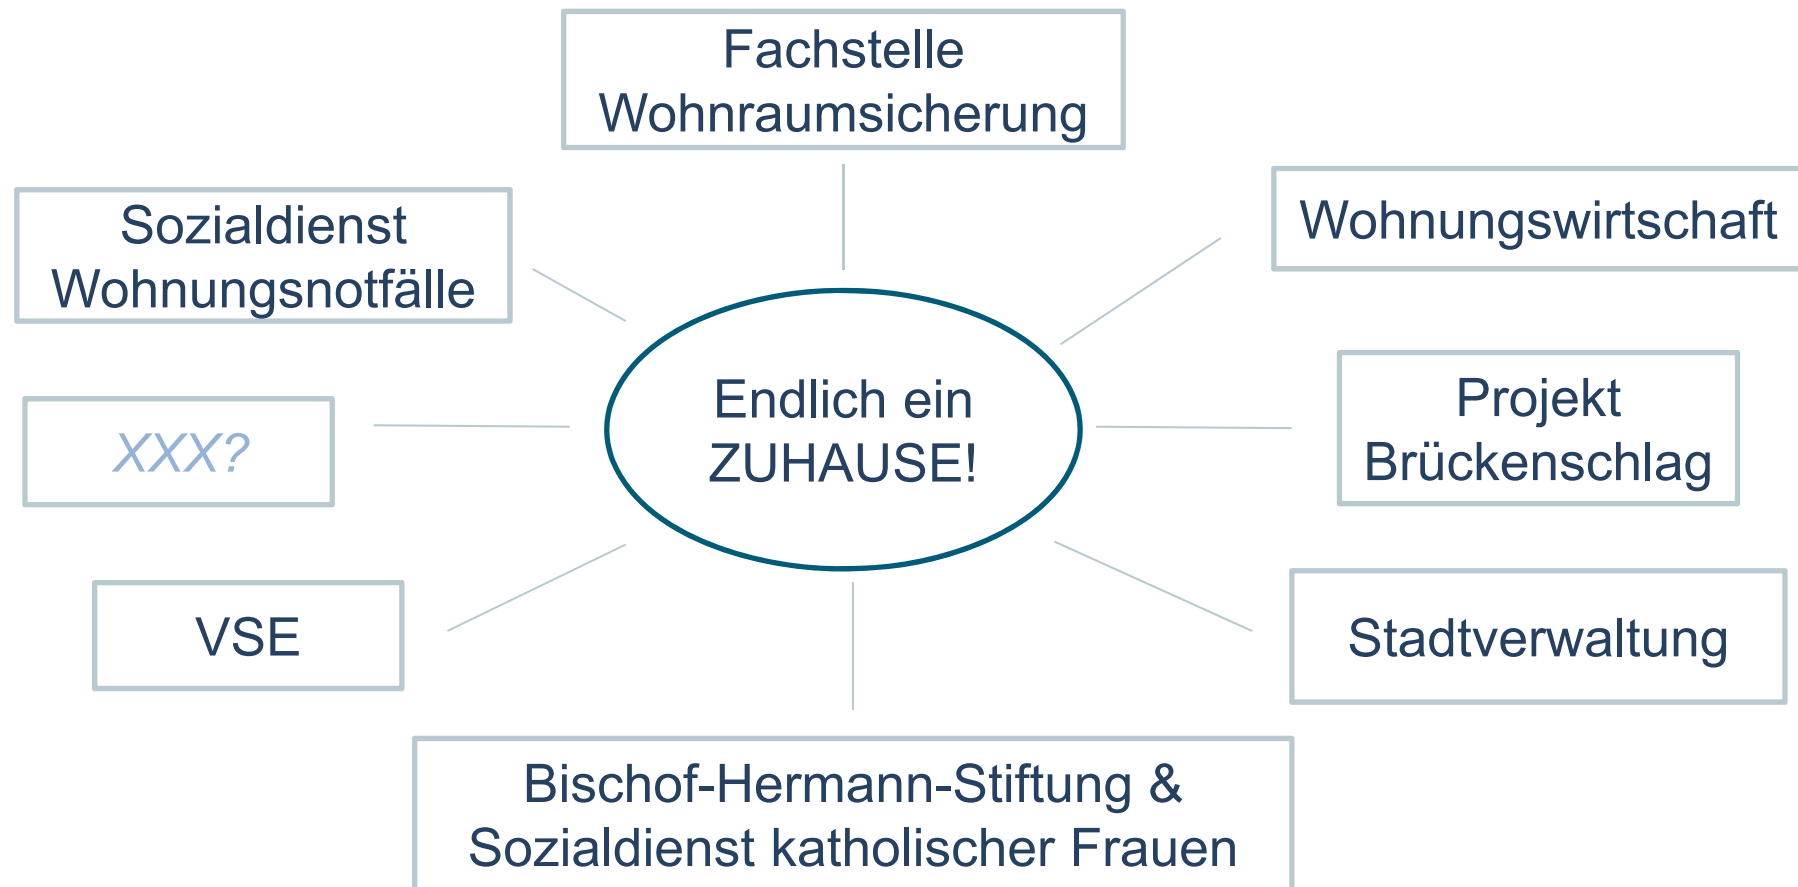 Fachstelle
Wohnraumsicherung
Sozialdienst
Wohnungsnotfälle
Wohnungswirtschaft
Endlich ein
ZUHAUSE!
Projekt
Brückenschlag
XXX?
VSE
Stadtverwaltung
Bischof-Hermann-Stiftung &
Sozialdienst katholischer Frauen